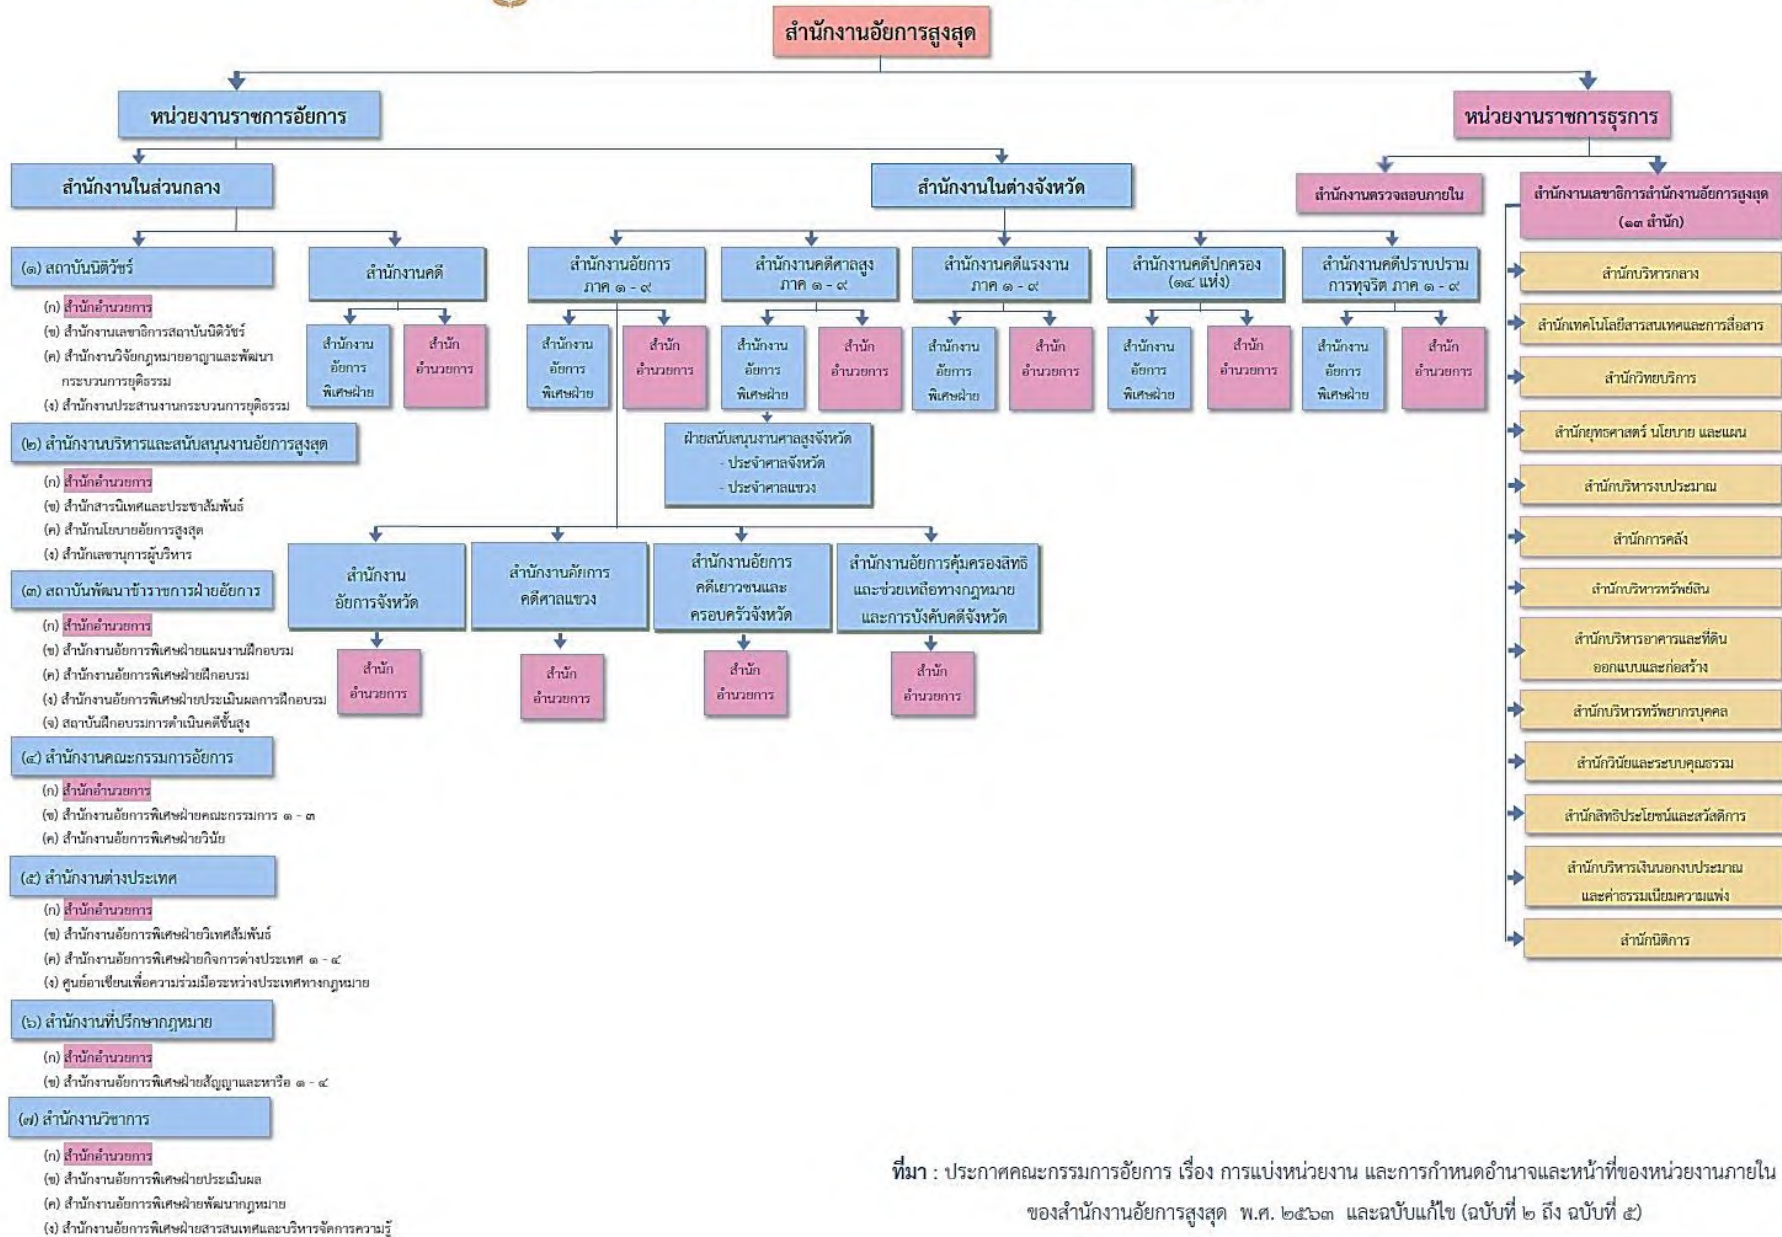 สำนักงานอัยการสูงสุด
หน่วยงานราชการอัยการ
หน่วยงานราชการธุรการ
สำนักงานในส่วนกลาง
สำนักงานในต่างจังหวัด
สำนักงานตรวจสอบภายใน
สำนักงานเลขาธิการสำนักงานอัยการสูงสุด
(๑๓ สำนัก)
(๑) สถาบันนิติวัชร์
(ก) สำนักอำนวยการ
(ข) สำนักงานเลขาธิการสถาบันนิติวัชร์
(ค) สำนักงานวิจัยกฎหมายอาญาและพัฒนา
กระบวนการยุติธรรม
(ง) สำนักงานประสานงานกระบวนการยุติธรรม
(๒) สำนักงานบริหารและสนับสนุนงานอัยการสูงสุด
(ก) สำนักอำนวยการ
(ข) สำนักสารนิเทศและประชาสัมพันธ์
(ค) สำนักนโยบายอัยการสูงสุด
(ง) สำนักเลขานุการผู้บริหาร
(๓) สถาบันพัฒนาข้าราชการฝ่ายอัยการ
(ก) สำนักอำนวยการ
(ข) สำนักงานอัยการพิเศษฝ่ายแผนงานฝึกอบรม
(ค) สำนักงานอัยการพิเศษฝ่ายฝึกอบรม
(ง) สำนักงานอัยการพิเศษฝ่ายประเมินผลการฝึกอบรม
(จ) สถาบันฝึกอบรมการดำเนินคดีชั้นสูง
(๔) สำนักงานคณะกรรมการอัยการ
(ก) สำนักอำนวยการ
(ข) สำนักงานอัยการพิเศษฝ่ายคณะกรรมการ ๑ - ๓
(ค) สำนักงานอัยการพิเศษฝ่ายวินัย
(๕) สำนักงานต่างประเทศ
(ก) สำนักอำนวยการ
(ข) สำนักงานอัยการพิเศษฝ่ายวิเทศสัมพันธ์
(ค) สำนักงานอัยการพิเศษฝ่ายกิจการต่างประเทศ ๑ - ๔
(ง) ศูนย์อาเซียนเพื่อความร่วมมือระหว่างประเทศทางกฎหมาย
(๖) สำนักงานที่ปรึกษากฎหมาย
(ก) สำนักอำนวยการ
(ข) สำนักงานอัยการพิเศษฝ่ายสัญญาและหารือ ๑ - ๔
(๗) สำนักงานวิชาการ
(ก) สำนักอำนวยการ
(ข) สำนักงานอัยการพิเศษฝ่ายประเมินผล
(ค) สำนักงานอัยการพิเศษฝ่ายพัฒนากฎหมาย
(ง) สำนักงานอัยการพิเศษฝ่ายสารสนเทศและบริหารจัดการความรู้
สำนักงานคดี
สำนักงาน
อัยการ
พิเศษฝ่าย
สำนัก
อำนวยการ
สำนักงานอัยการ
ภาค ๑ - ๙
สำนักงาน
อัยการ
พิเศษฝ่าย
สำนัก
อำนวยการ
สำนักงานคดีศาลสูง
ภาค ๑ - ๙
สำนักงาน
อัยการ
พิเศษฝ่าย
สำนัก
อำนวยการ
ฝ่ายสนับสนุนงานศาลสูงจังหวัด
- ประจำศาลจังหวัด
- ประจำศาลแขวง
สำนักงานคดีแรงงาน
ภาค ๑ - ๙
สำนักงาน
อัยการ
พิเศษฝ่าย
สำนัก
อำนวยการ
สำนักงานคดีปกครอง
(๑๔ แห่ง)
สำนักงาน
อัยการ
พิเศษฝ่าย
สำนัก
อำนวยการ
สำนักงานคดีปราบปราม
การทุจริต ภาค ๑ - ๙
สำนักงาน
อัยการ
พิเศษฝ่าย
สำนัก
อำนวยการ
สำนักงาน
อัยการจังหวัด
สำนัก
อำนวยการ
สำนักงานอัยการ
คดีศาลแขวง
สำนัก
อำนวยการ
สำนักงานอัยการ
คดีเยาวชนและ
ครอบครัวจังหวัด
สำนัก
อำนวยการ
สำนักงานอัยการคุ้มครองสิทธิ
และช่วยเหลือทางกฎหมาย
และการบังคับคดีจังหวัด
สำนัก
อำนวยการ
สำนักบริหารกลาง
สำนักเทคโนโลยีสารสนเทศและการสื่อสาร
สำนักวิทยบริการ
สำนักยุทธศาสตร์ นโยบาย และแผน
สำนักบริหารงบประมาณ
สำนักการคลัง
สำนักบริหารทรัพย์สิน
สำนักบริหารอาคารและที่ดิน
ออกแบบและก่อสร้าง
สำนักบริหารทรัพยากรบุคคล
สำนักวินัยและระบบคุณธรรม
สำนักสิทธิประโยชน์และสวัสดิการ
สำนักบริหารเงินนอกงบประมาณ
และค่าธรรมเนียมความแพ่ง
สำนักนิติการ
ที่มา : ประกาศคณะกรรมการอัยการ เรื่อง การแบ่งหน่วยงาน และการกำหนดอำนาจและหน้าที่ของหน่วยงานภายใน
ของสำนักงานอัยการสูงสุด พ.ศ. ๒๕๖๓ และฉบับแก้ไข (ฉบับที่ ๒ ถึง ฉบับที่ ๕)